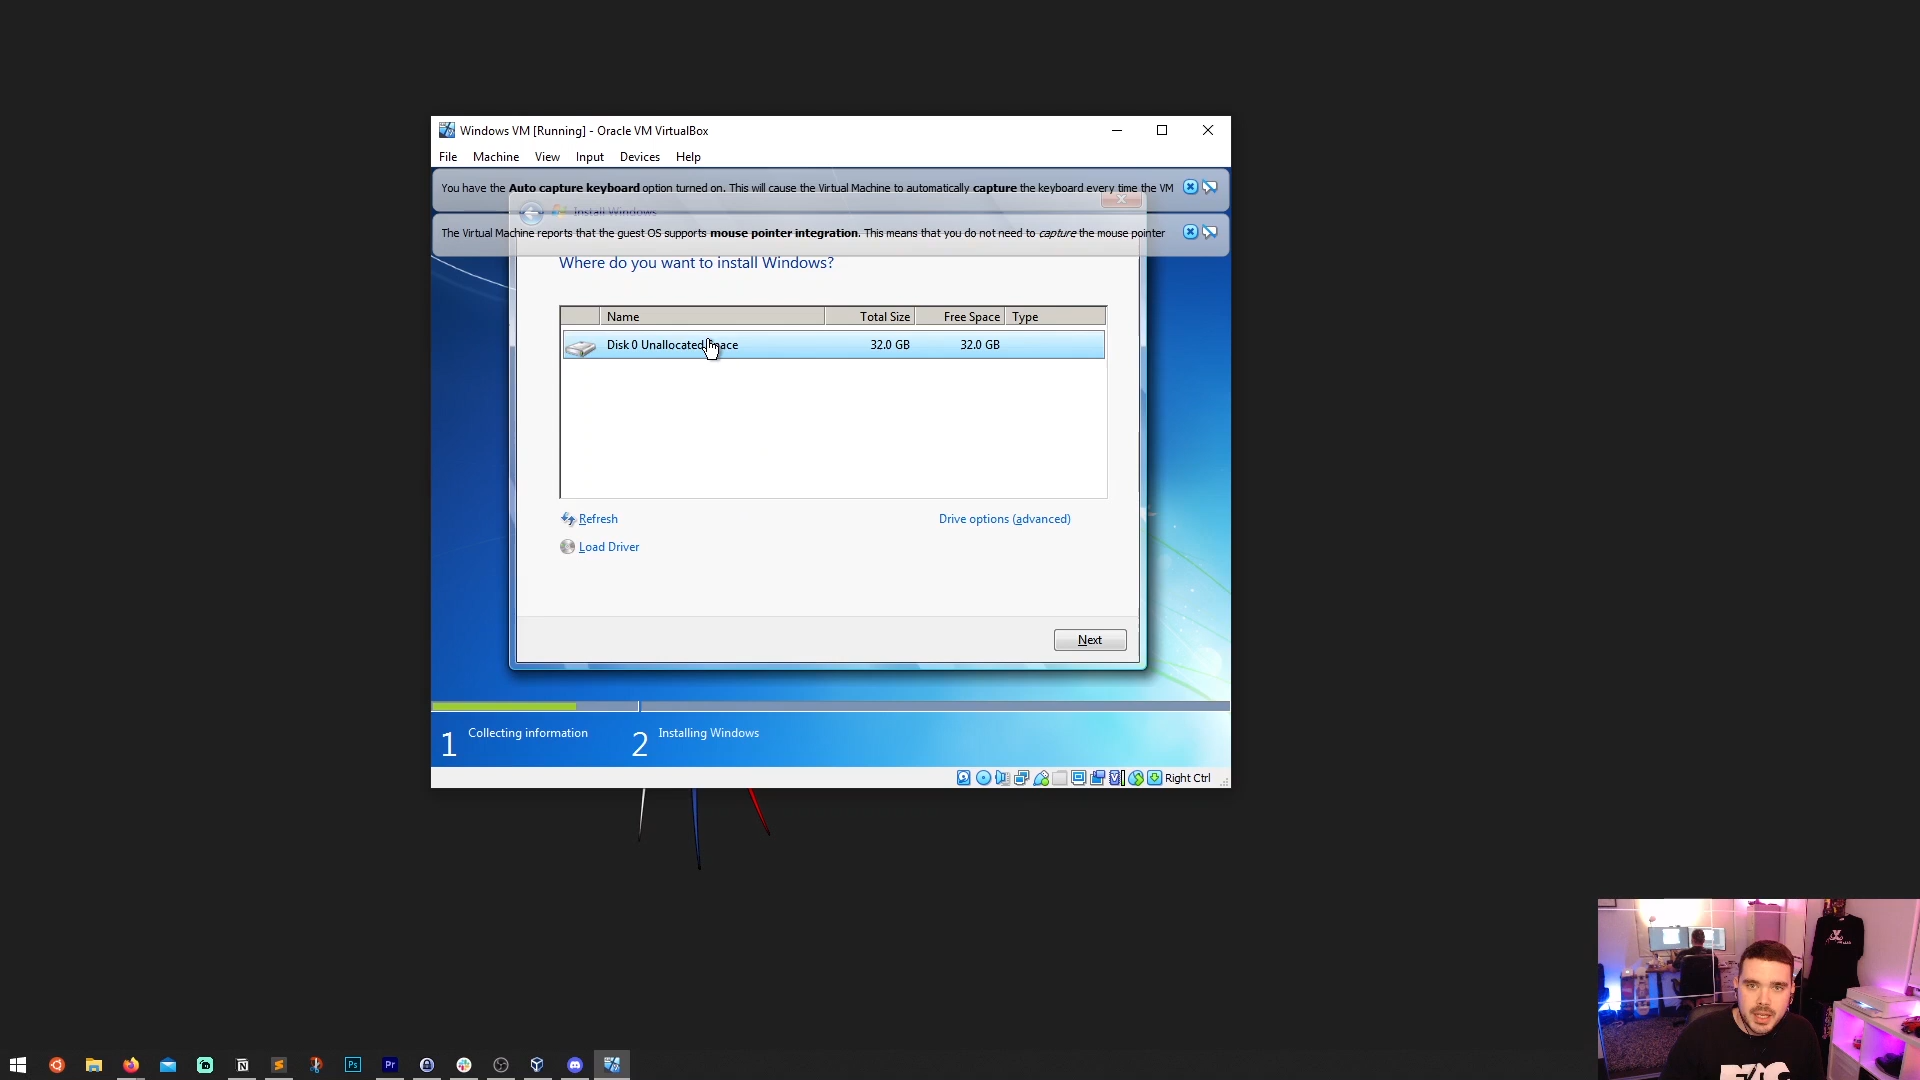 Windows VM [Running] - Oracle VM VirtualBox
File Machine View Input Devices Help
You have the Auto capture keyboard option turned on. This will cause the Virtual Machine to automatically capture the keyboard every time the VM
Install Windows
The Virtual Machine reports that the guest OS supports mouse pointer integration. This means that you do not need to capture the mouse pointer
Where do you want to install Windows?
Name Total Size Free Space Type
Disk 0 Unallocated Space 32.0 GB 32.0 GB
Refresh Drive options (advanced)
Load Driver
Next
1 Collecting information 2 Installing Windows
Right Ctrl
Ps Pr